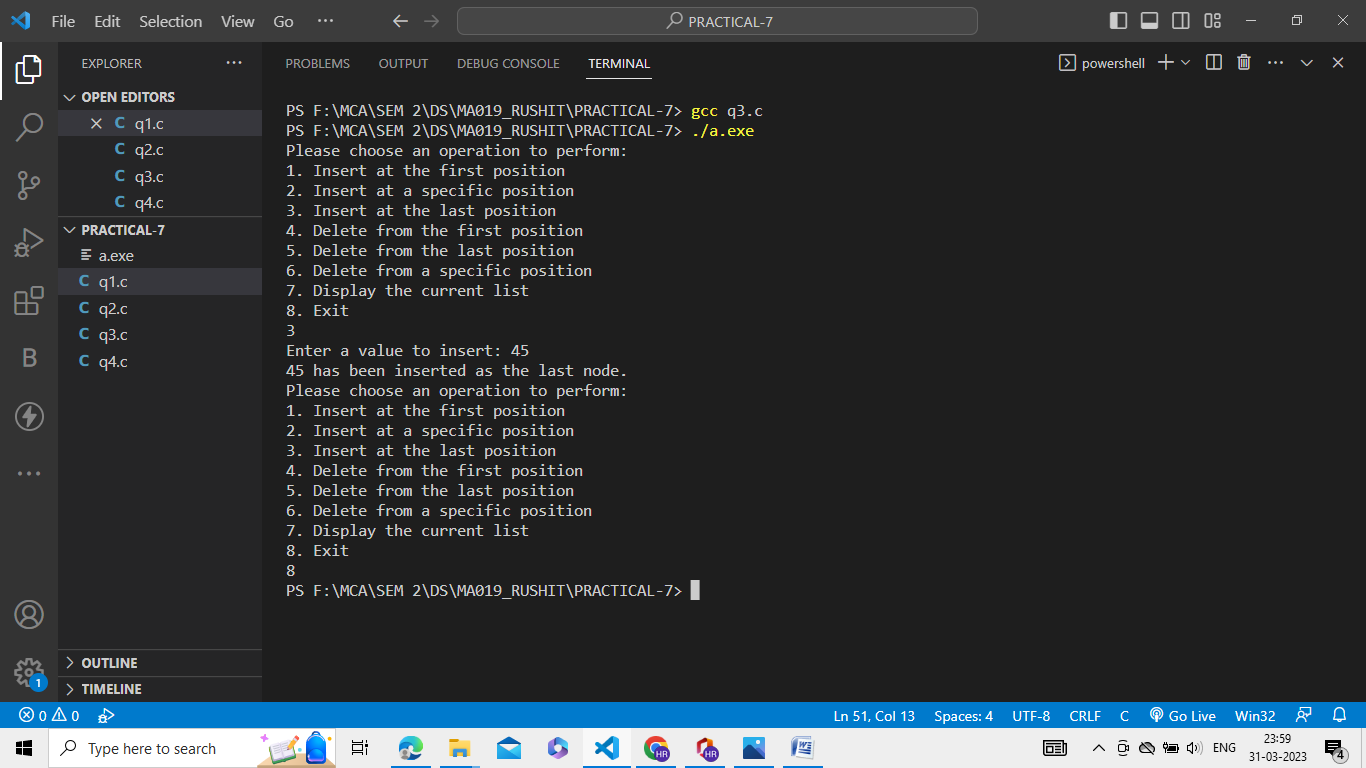 File Edit Selection View Go ··· PRACTICAL-7
EXPLORER ···
OPEN EDITORS
C q1.c
C q2.c
C q3.c
C q4.c
PRACTICAL-7
a.exe
C q1.c
C q2.c
C q3.c
C q4.c
B
OUTLINE
TIMELINE
1
PROBLEMS OUTPUT DEBUG CONSOLE TERMINAL powershell
PS F:\MCA\SEM 2\DS\MA019_RUSHIT\PRACTICAL-7> gcc q3.c
PS F:\MCA\SEM 2\DS\MA019_RUSHIT\PRACTICAL-7> ./a.exe
Please choose an operation to perform:
1. Insert at the first position
2. Insert at a specific position
3. Insert at the last position
4. Delete from the first position
5. Delete from the last position
6. Delete from a specific position
7. Display the current list
8. Exit
3
Enter a value to insert: 45
45 has been inserted as the last node.
Please choose an operation to perform:
1. Insert at the first position
2. Insert at a specific position
3. Insert at the last position
4. Delete from the first position
5. Delete from the last position
6. Delete from a specific position
7. Display the current list
8. Exit
8
PS F:\MCA\SEM 2\DS\MA019_RUSHIT\PRACTICAL-7>
0 0 Ln 51, Col 13 Spaces: 4 UTF-8 CRLF C Go Live Win32
Type here to search HR HR ENG 23:59
31-03-2023 4